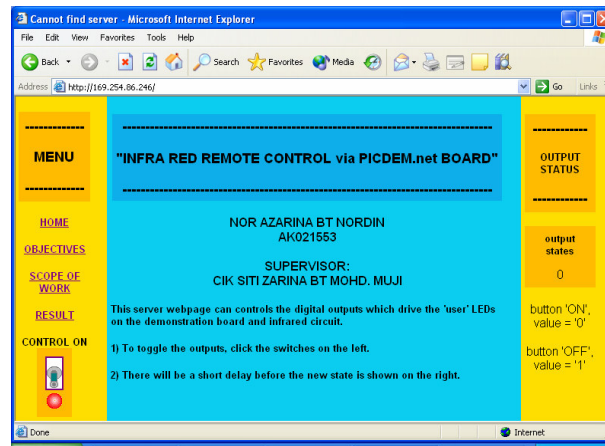 Cannot find server - Microsoft Internet Explorer
File Edit View Favorites Tools Help
Back Search Favorites Media
Address http://169.254.86.246/ Go Links
-------------
MENU
-------------
HOME
OBJECTIVES
SCOPE OF
WORK
RESULT
CONTROL ON
"INFRA RED REMOTE CONTROL via PICDEM.net BOARD"
NOR AZARINA BT NORDIN
AK021553
SUPERVISOR:
CIK SITI ZARINA BT MOHD. MUJI
This server webpage can controls the digital outputs which drive the 'user' LEDs
on the demonstration board and infrared circuit.
1) To toggle the outputs, click the switches on the left.
2) There will be a short delay before the new state is shown on the right.
------------
OUTPUT
STATUS
------------
output
states
0
button 'ON',
value = '0'
button 'OFF',
value = '1'
Done Internet